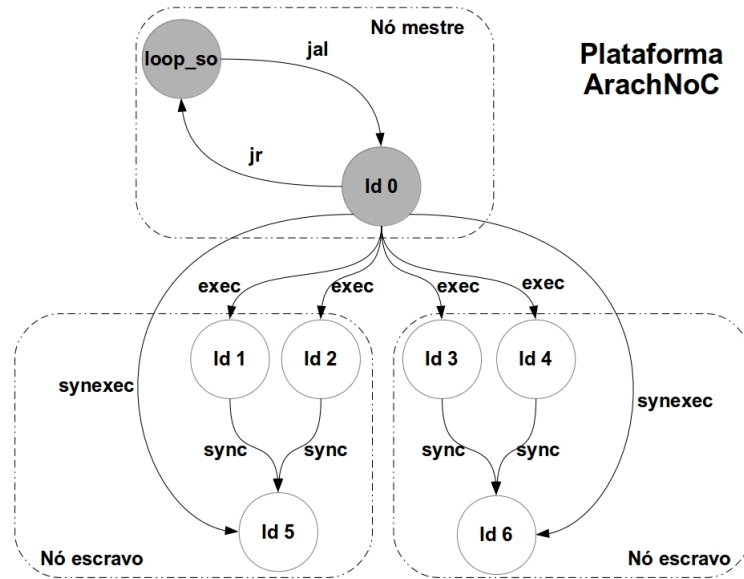 Nó mestre
Plataforma
ArachNoC
loop_so
jal
jr
Id 0
exec
exec
exec
exec
Id 1
Id 2
Id 3
Id 4
synexec
synexec
sync
sync
sync
sync
Id 5
Id 6
Nó escravo
Nó escravo